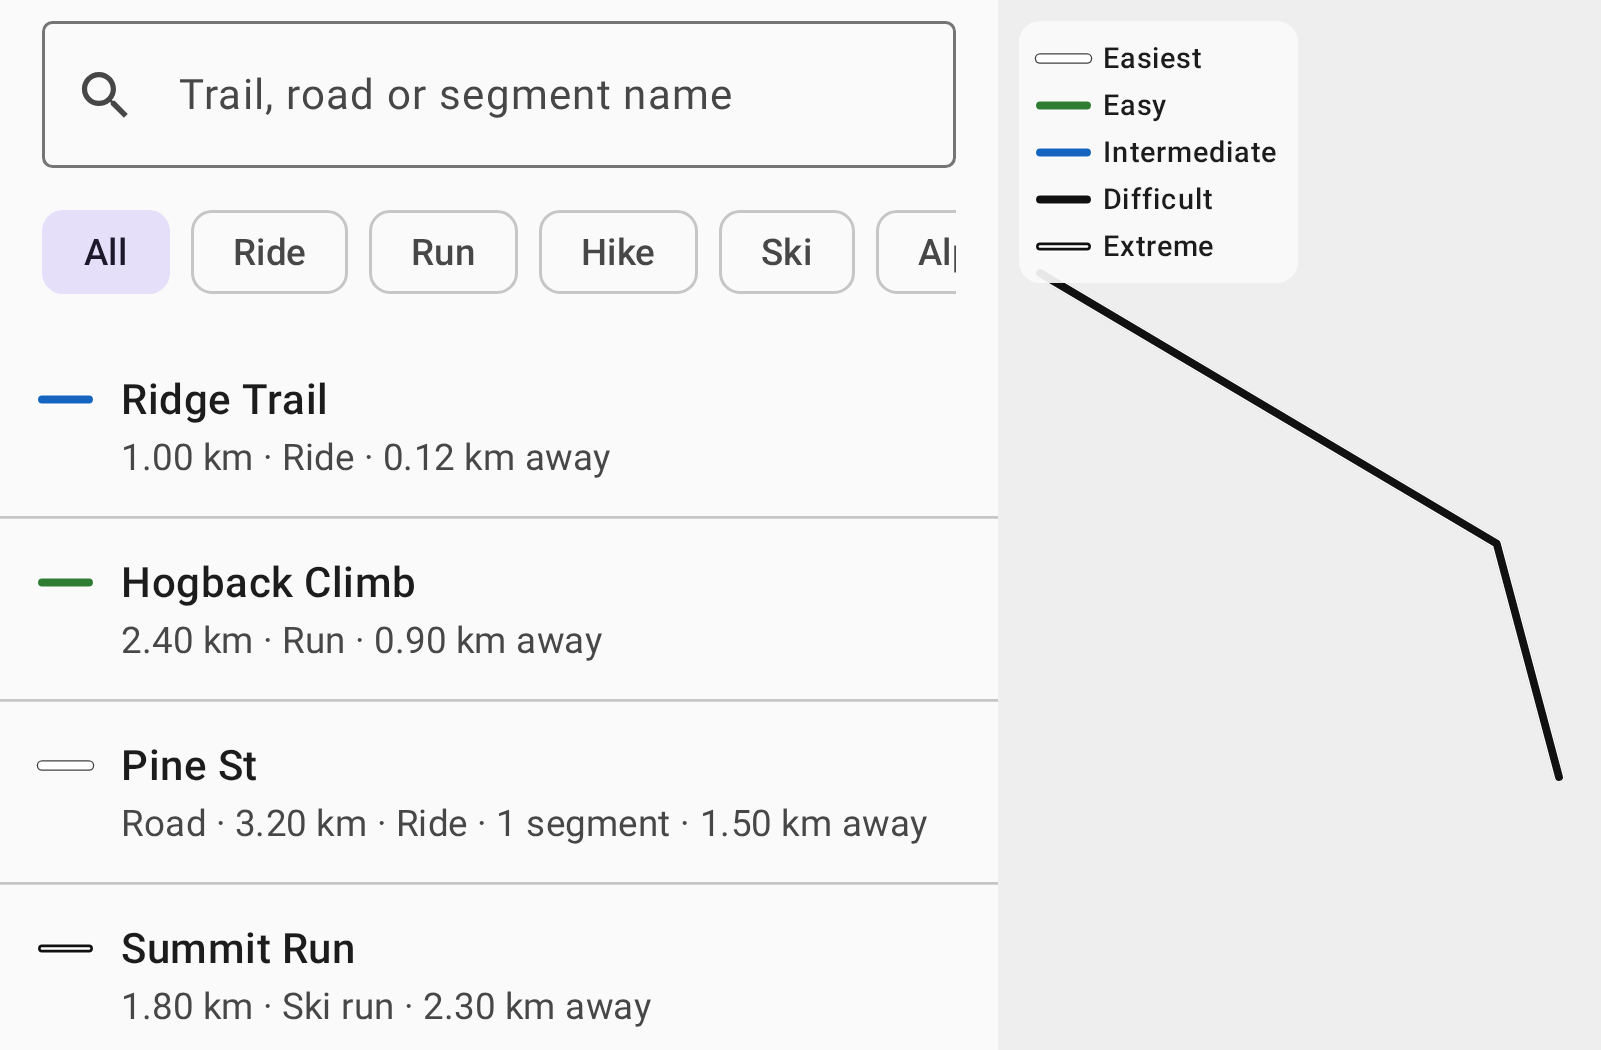 Trail, road or segment name
All
Ride
Run
Hike
Ski
Ridge Trail
1.00 km · Ride · 0.12 km away
Hogback Climb
2.40 km · Run · 0.90 km away
Pine St
Road · 3.20 km · Ride · 1 segment · 1.50 km away
Summit Run
1.80 km · Ski run · 2.30 km away
Easiest
Easy
Intermediate
Difficult
Extreme